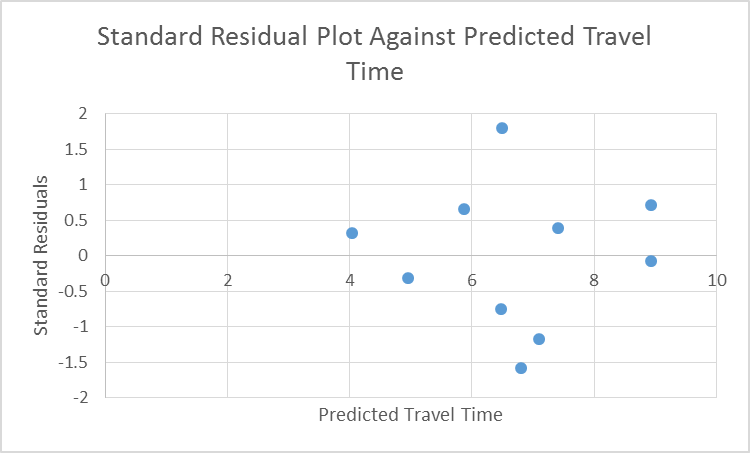 Standard Residual Plot Against Predicted Travel
Time
2
1.5
1
0.5
0
-0.5
-1
-1.5
-2
0 2 4 6 8 10
Standard Residuals
Predicted Travel Time